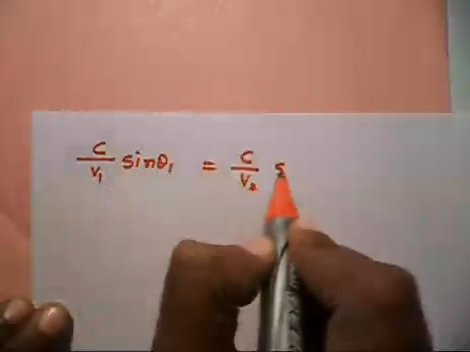 C/V₁ sinθ₁ = C/V₂ s